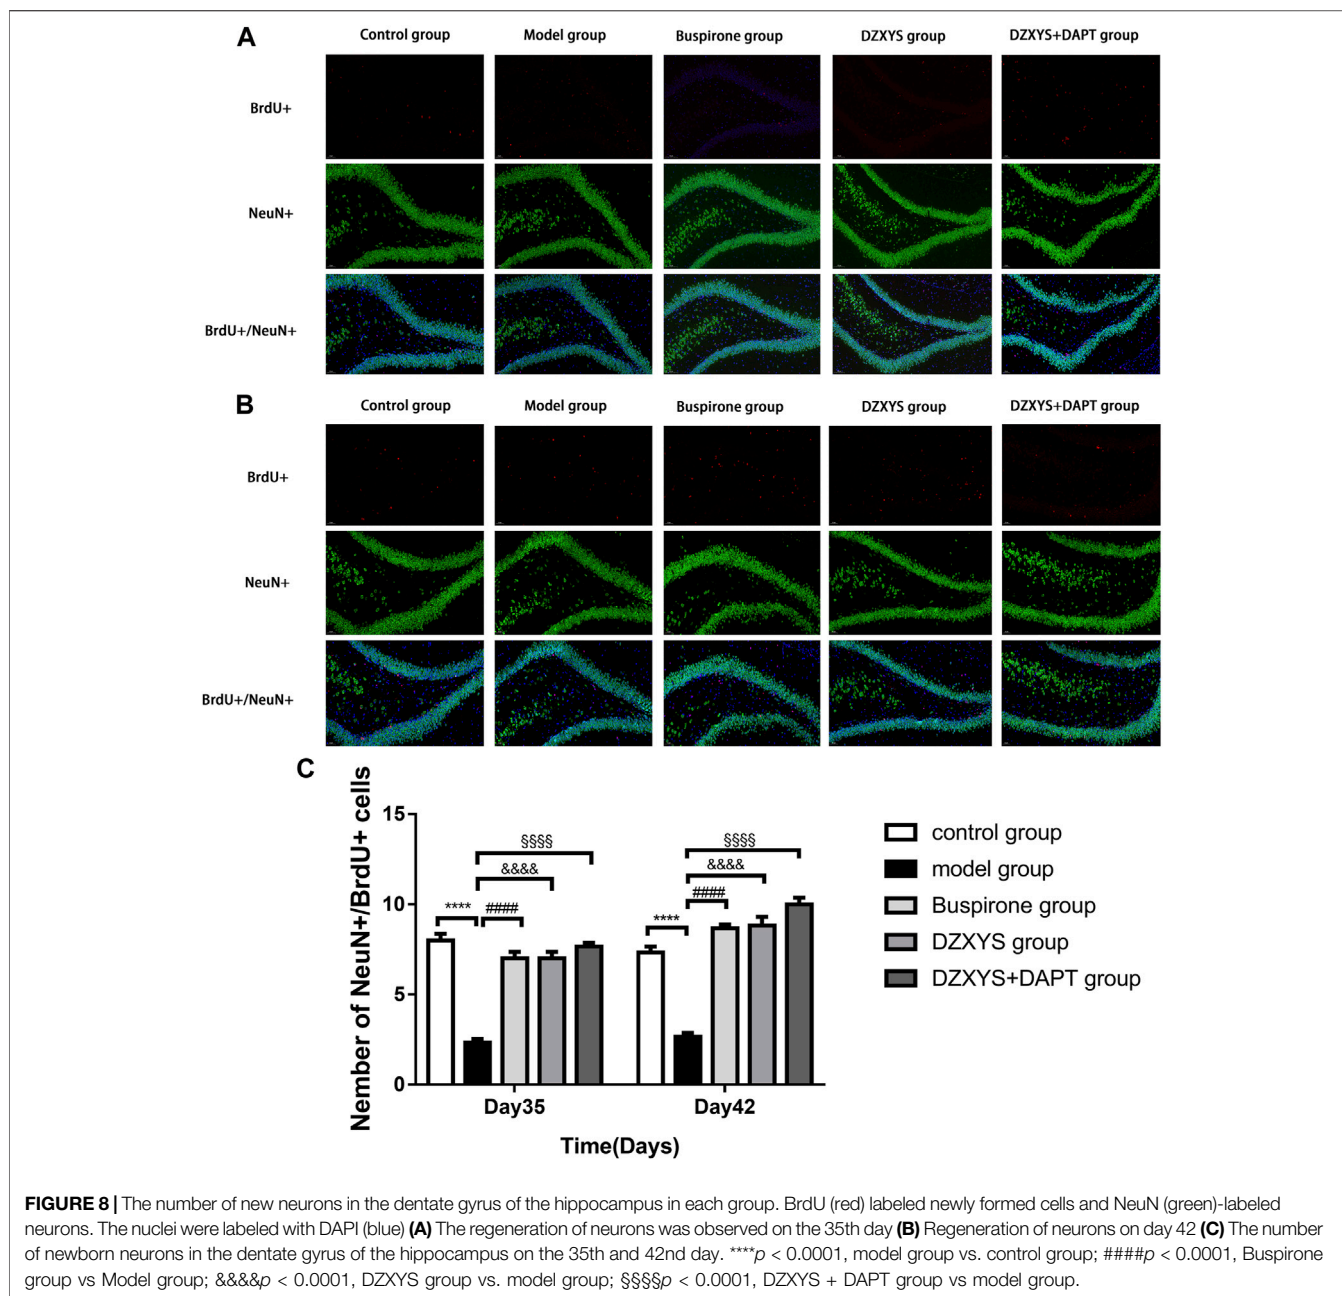 A
Control group Model group Buspirone group DZXYS group DZXYS+DAPT group
BrdU+
NeuN+
BrdU+/NeuN+
B
Control group Model group Buspirone group DZXYS group DZXYS+DAPT group
BrdU+
NeuN+
BrdU+/NeuN+
C
Nember of NeuN+/BrdU+ cells
15
10
5
0
§§§§
&&&&
####
****
§§§§
&&&&
####
****
Day35 Day42
Time(Days)
control group
model group
Buspirone group
DZXYS group
DZXYS+DAPT group
FIGURE 8 | The number of new neurons in the dentate gyrus of the hippocampus in each group. BrdU (red) labeled newly formed cells and NeuN (green)-labeled
neurons. The nuclei were labeled with DAPI (blue) (A) The regeneration of neurons was observed on the 35th day (B) Regeneration of neurons on day 42 (C) The number
of newborn neurons in the dentate gyrus of the hippocampus on the 35th and 42nd day. ****p < 0.0001, model group vs. control group; ####p < 0.0001, Buspirone
group vs Model group; &&&&p < 0.0001, DZXYS group vs. model group; §§§§p < 0.0001, DZXYS + DAPT group vs model group.